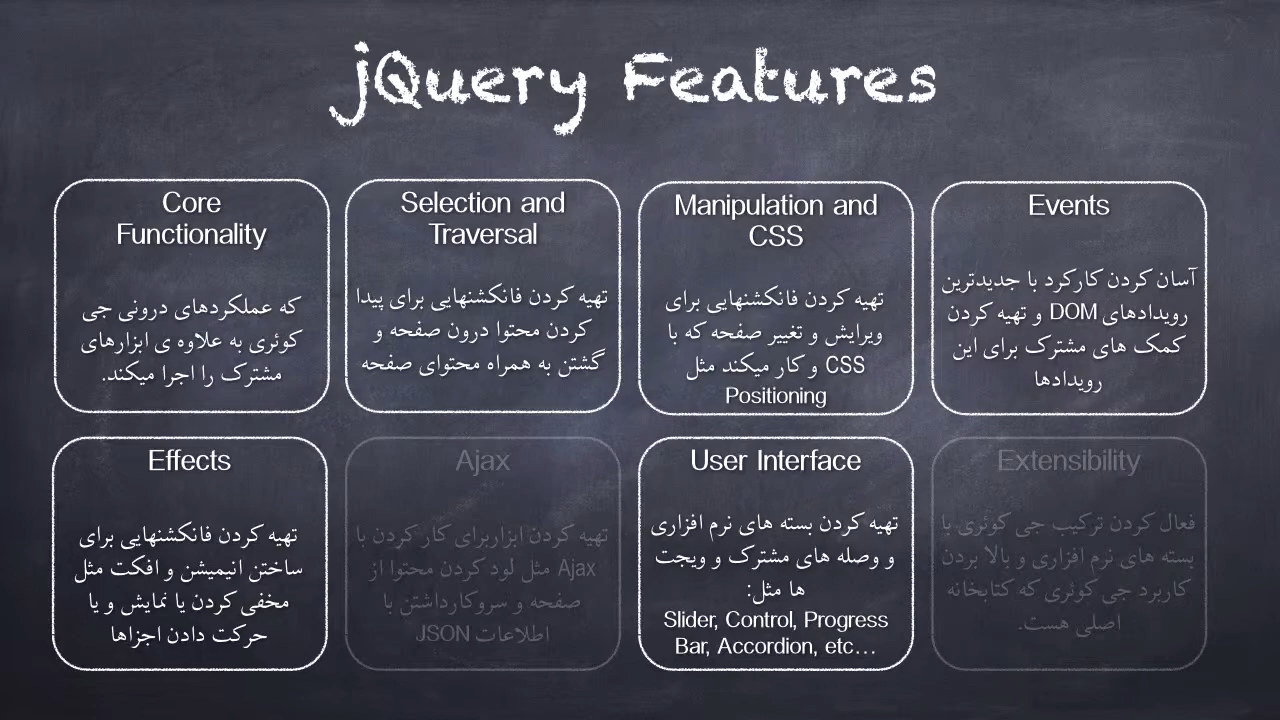 jQuery Features
Core
Functionality
که عملکردهای درونی جی
کوئری به علاوه ی ابزارهای
مشترک را اجرا میکند.
Selection and
Traversal
تهیه کردن فانکشنهایی برای پیدا
کردن محتوا درون صفحه و
گشتن به همراه محتوای صفحه
Manipulation and
CSS
تهیه کردن فانکشنهایی برای
ویرایش و تغییر صفحه که با
CSS و کار میکند مثل
Positioning
Events
آسان کردن کارکرد با جدیدترین
رویدادهای DOM و تهیه کردن
کمک های مشترک برای این
رویدادها
Effects
تهیه کردن فانکشنهایی برای
ساختن انیمیشن و افکت مثل
مخفی کردن یا نمایش و یا
حرکت دادن اجزاها
Ajax
تهیه کردن ابزاربرای کار کردن با
Ajax مثل لود کردن محتوا از
صفحه و سروکارداشتن با
اطلاعات JSON
User Interface
تهیه کردن بسته های نرم افزاری
و وصله های مشترک و ویجت
ها مثل:
Slider, Control, Progress
Bar, Accordion, etc…
Extensibility
فعال کردن ترکیب جی کوئری با
بسته های نرم افزاری و بالا بردن
کاربرد جی کوئری که کتابخانه
اصلی هست.